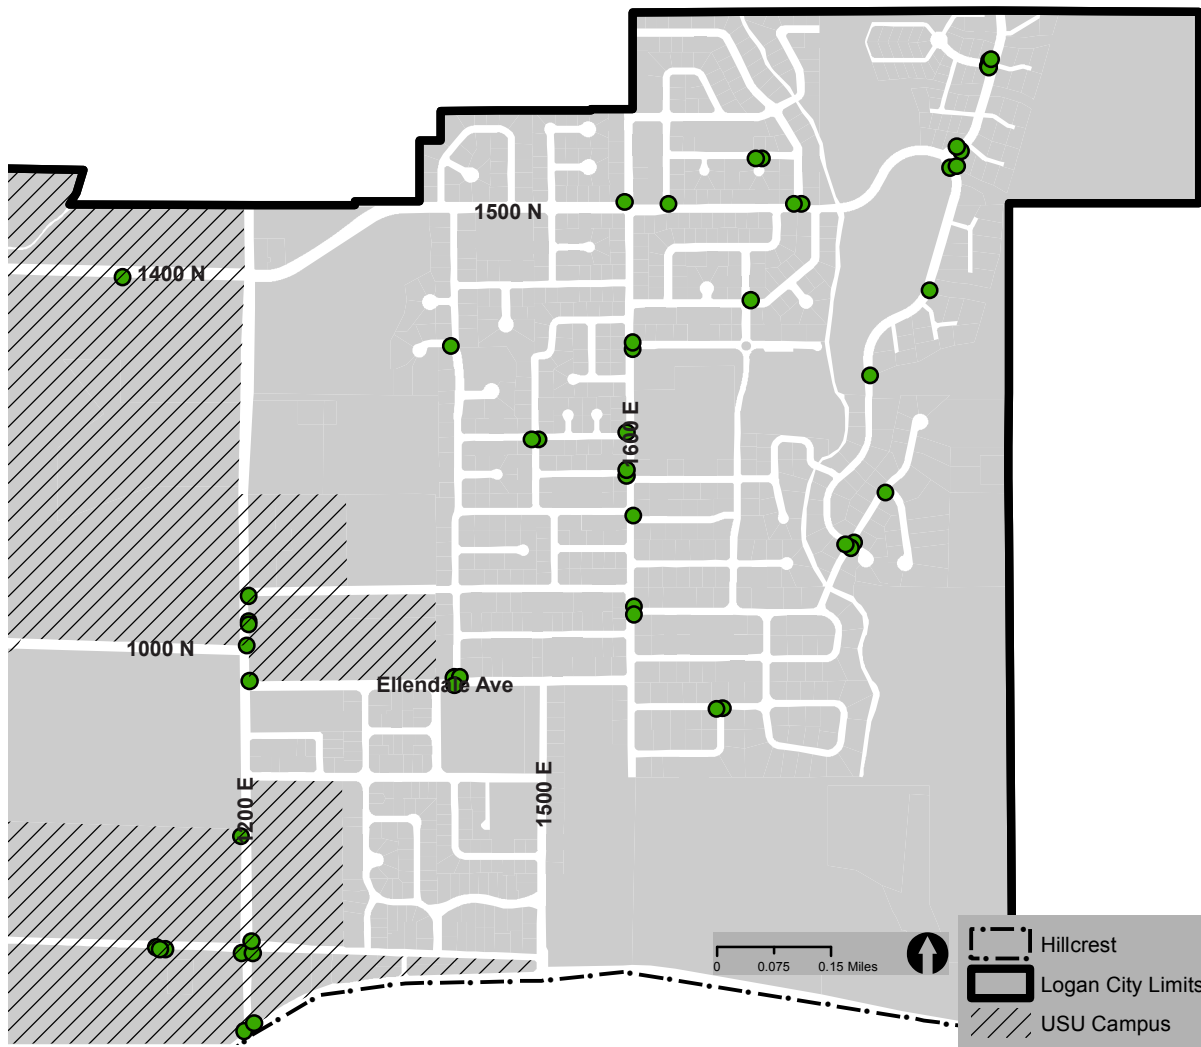 1500 N
1400 N
1600 E
1000 N
Ellendale Ave
1200 E
1500 E
0 0.075 0.15 Miles
Hillcrest
Logan City Limits
USU Campus